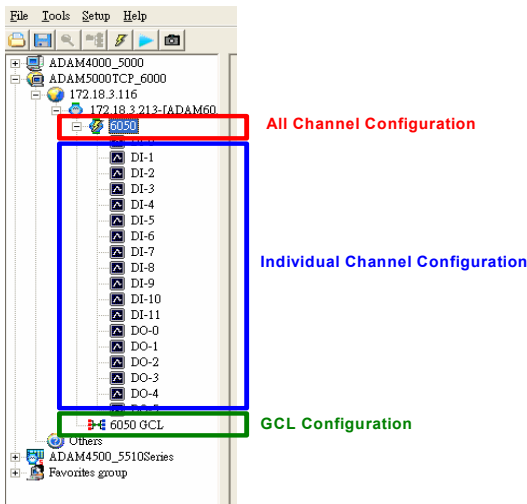 File Tools Setup Help
ADAM4000_5000
ADAM5000TCP_6000
172.18.3.116
172.18.3.213-[ADAM60
6050
All Channel Configuration
DI-1
DI-2
DI-3
DI-4
DI-5
DI-6
DI-7
DI-8
DI-9
DI-10
DI-11
DO-0
DO-1
DO-2
DO-3
DO-4
Individual Channel Configuration
6050 GCL
GCL Configuration
Others
ADAM4500_5510Series
Favorites group